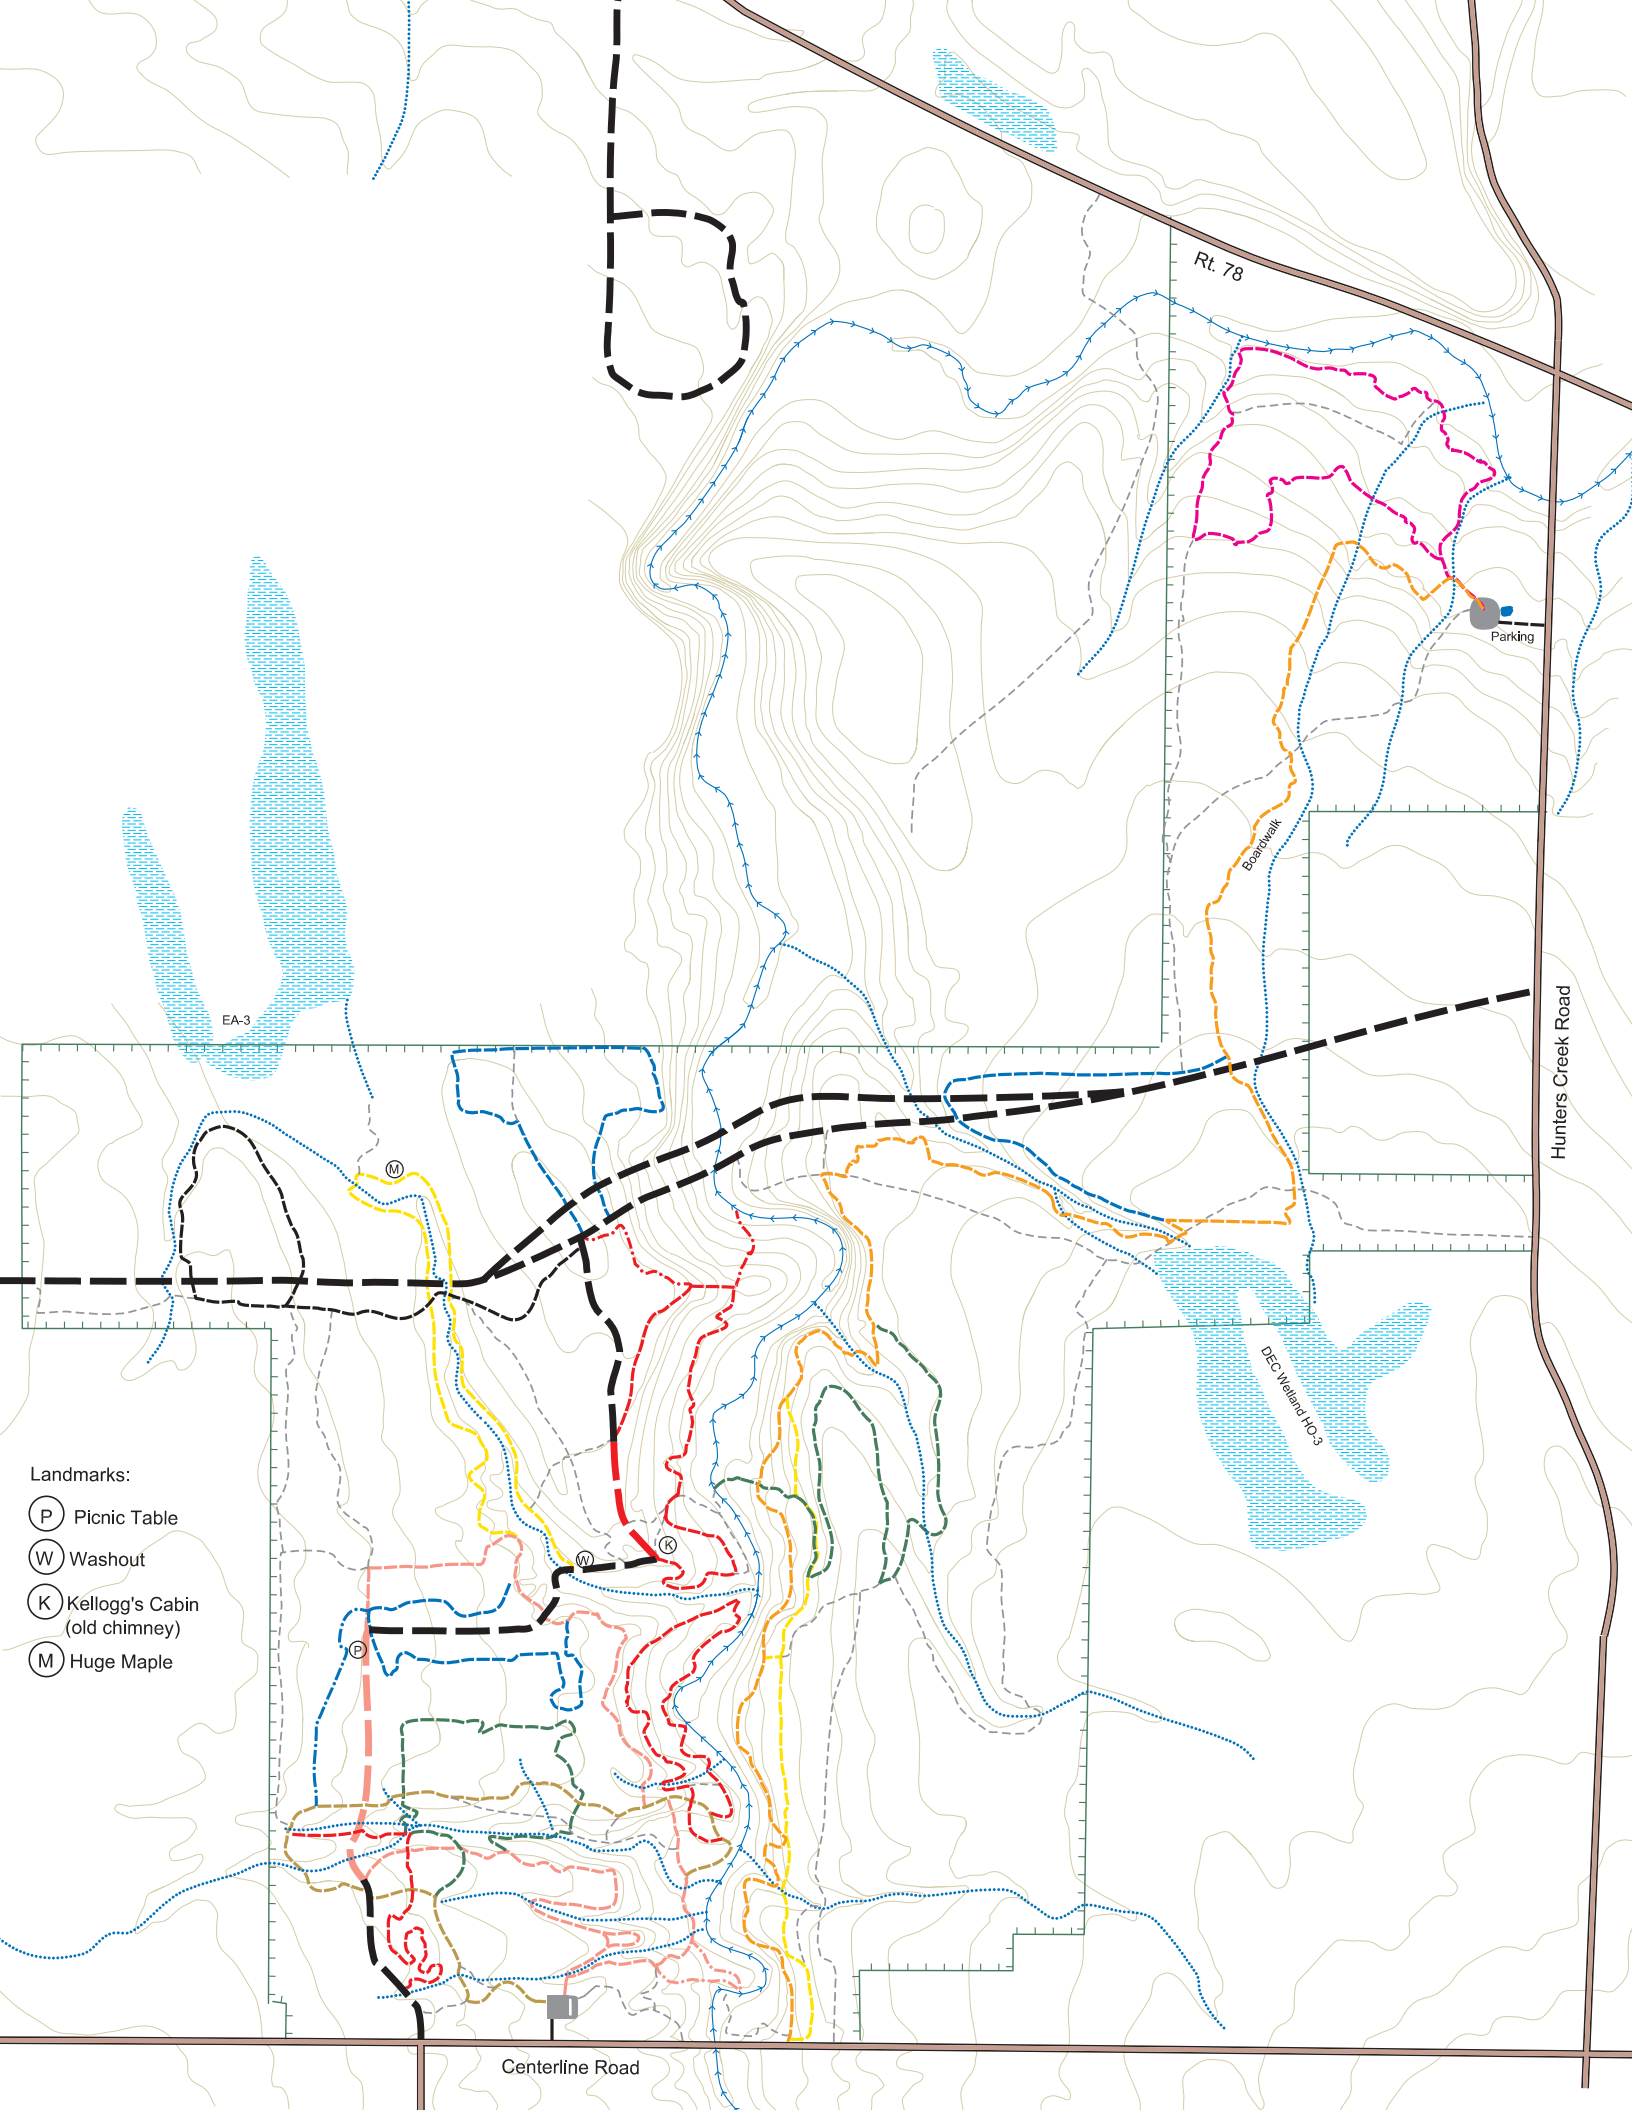 Rt. 78
Parking
Boardwalk
EA-3
Hunters Creek Road
M
DEC Wetland HO-3
Landmarks:
P Picnic Table
W Washout
K Kellogg's Cabin
(old chimney)
M Huge Maple
K
W
P
Centerline Road